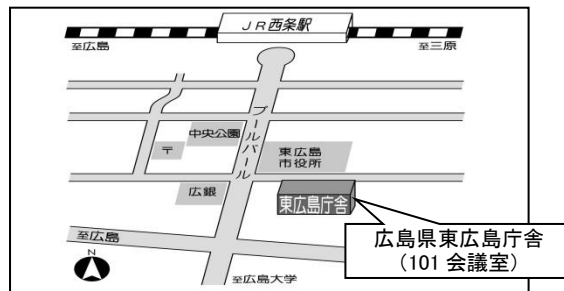 JR西条駅
至広島
至三原
ブールバール
中央公園
〒
東広島
市役所
広銀
東広島庁舎
広島県東広島庁舎
（101 会議室）
至広島
N
至広島大学